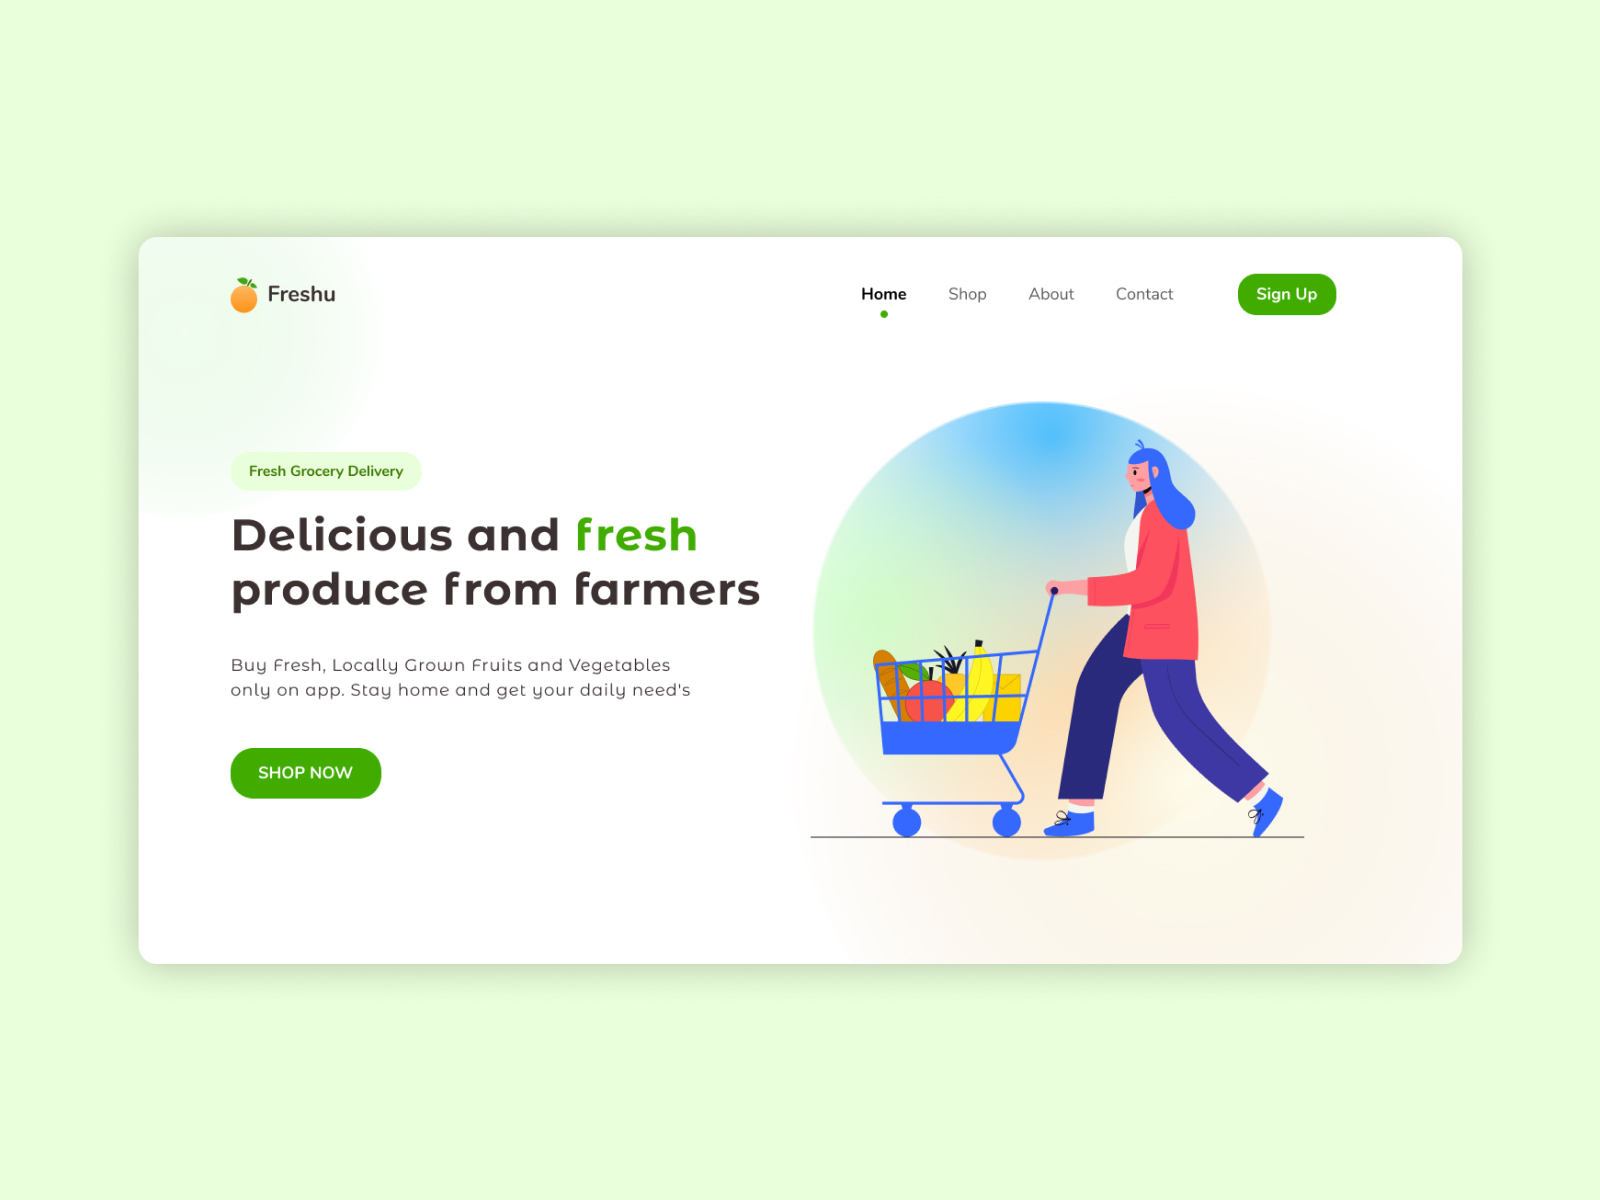 Freshu
Home Shop About Contact Sign Up
Fresh Grocery Delivery
Delicious and fresh
produce from farmers
Buy Fresh, Locally Grown Fruits and Vegetables
only on app. Stay home and get your daily need's
SHOP NOW